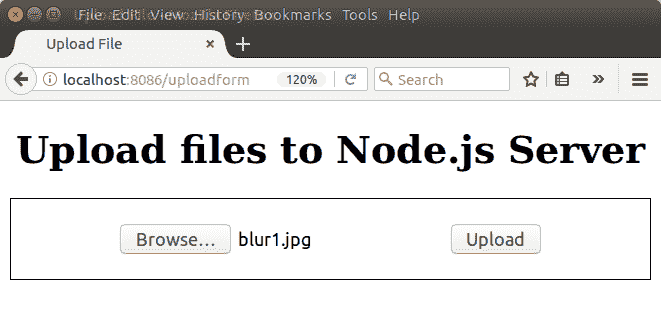 File Edit View History Bookmarks Tools Help
Upload File
localhost:8086/uploadform 120% Search
Upload files to Node.js Server
Browse... blur1.jpg Upload